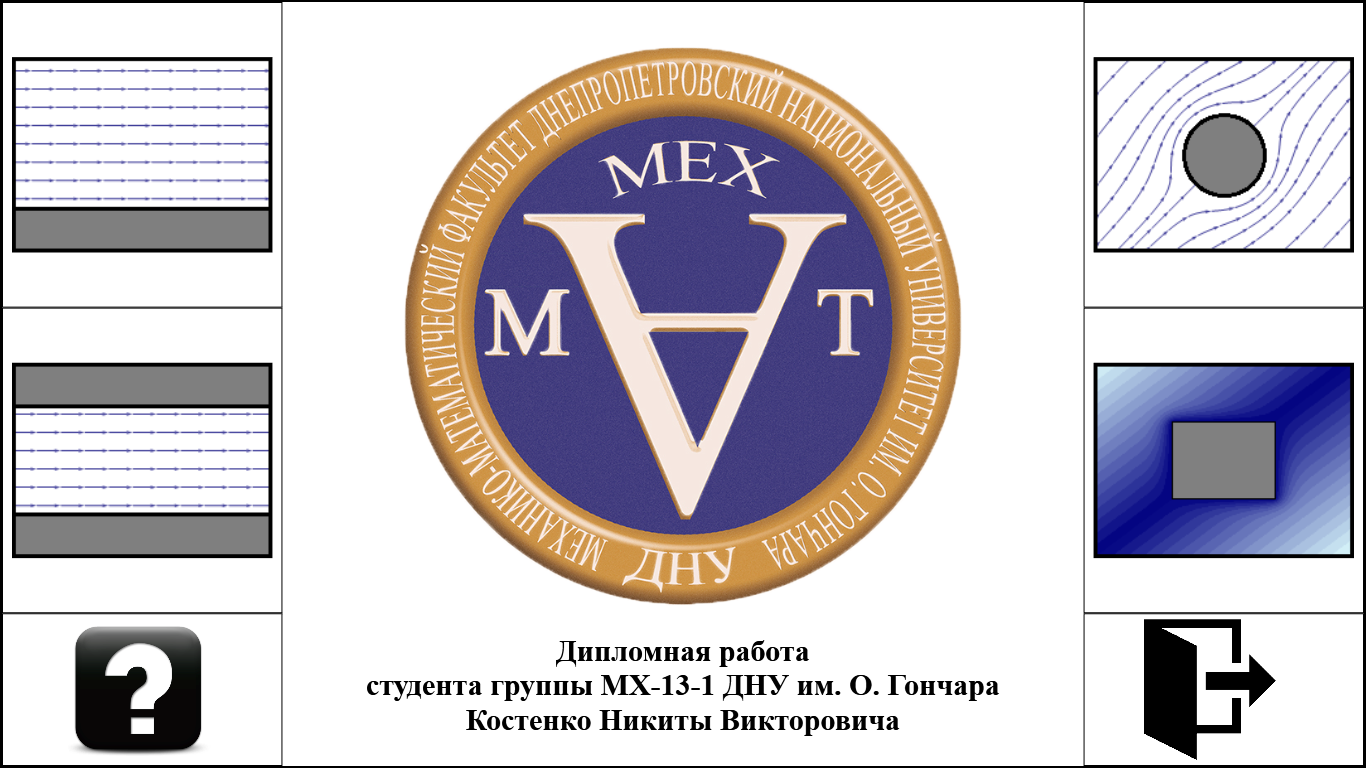 МЕХАНИКО-МАТЕМАТИЧЕСКИЙ ФАКУЛЬТЕТ ДНЕПРОПЕТРОВСКИЙ НАЦИОНАЛЬНЫЙ УНИВЕРСИТЕТ ИМ. О.ГОНЧАРА
МЕХ
М А Т
ДНУ
?
Дипломная работа
студента группы МХ-13-1 ДНУ им. О. Гончара
Костенко Никиты Викторовича